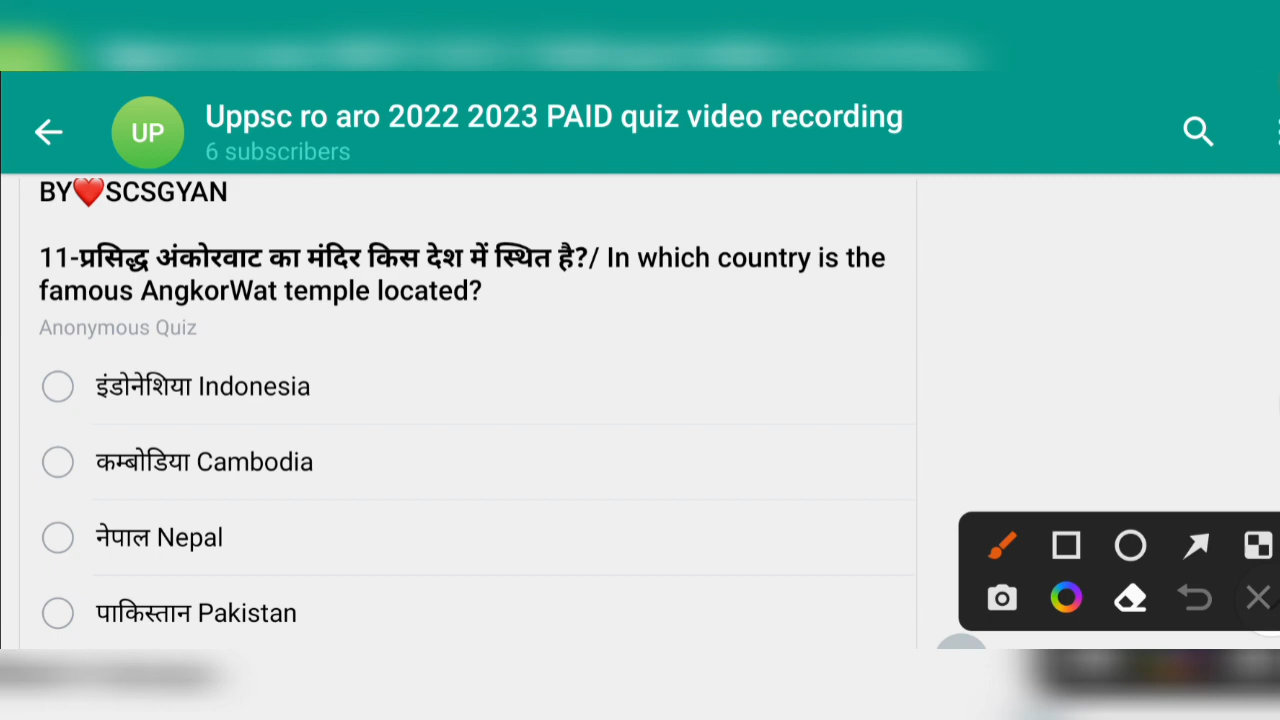 Uppsc ro aro 2022 2023 PAID quiz video recording
UP
6 subscribers
BY❤️SCSGYAN
11-प्रसिद्ध अंकोरवाट का मंदिर किस देश में स्थित है?/ In which country is the
famous AngkorWat temple located?
Anonymous Quiz
इंडोनेशिया Indonesia
कम्बोडिया Cambodia
नेपाल Nepal
पाकिस्तान Pakistan